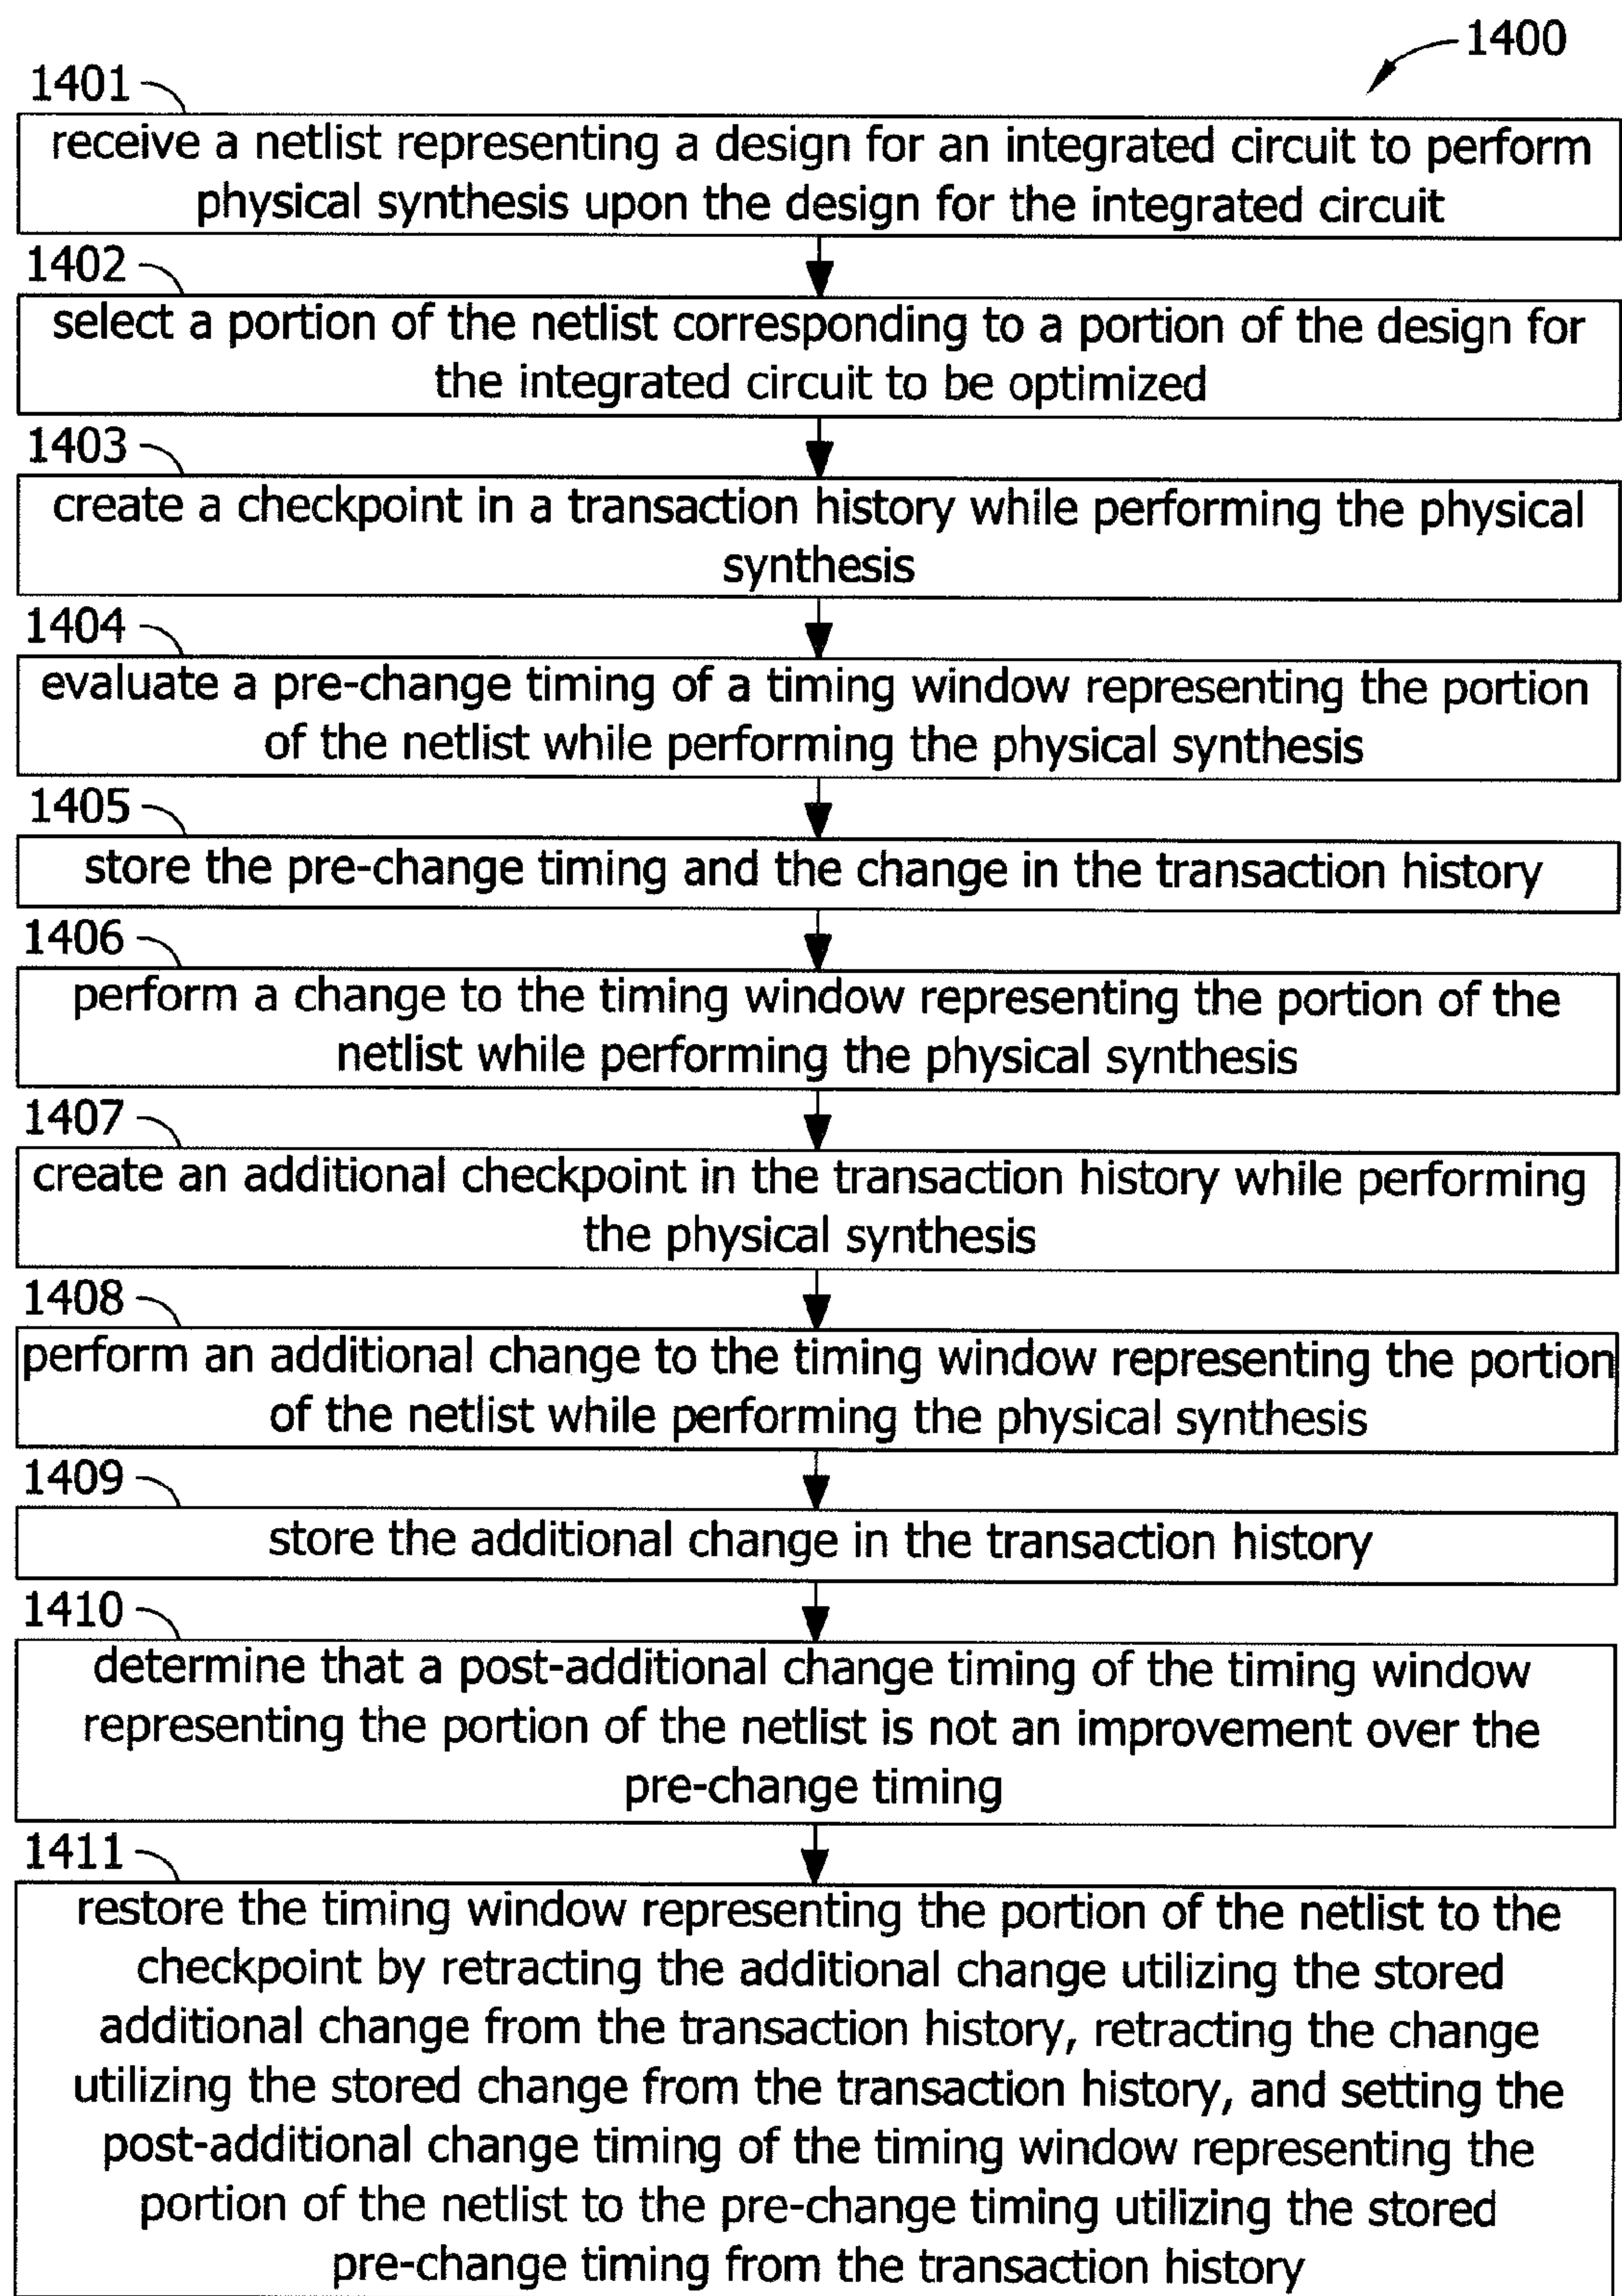 1400
1401
receive a netlist representing a design for an integrated circuit to perform
physical synthesis upon the design for the integrated circuit
1402
select a portion of the netlist corresponding to a portion of the design for
the integrated circuit to be optimized
1403
create a checkpoint in a transaction history while performing the physical
synthesis
1404
evaluate a pre-change timing of a timing window representing the portion
of the netlist while performing the physical synthesis
1405
store the pre-change timing and the change in the transaction history
1406
perform a change to the timing window representing the portion of the
netlist while performing the physical synthesis
1407
create an additional checkpoint in the transaction history while performing
the physical synthesis
1408
perform an additional change to the timing window representing the portion
of the netlist while performing the physical synthesis
1409
store the additional change in the transaction history
1410
determine that a post-additional change timing of the timing window
representing the portion of the netlist is not an improvement over the
pre-change timing
1411
restore the timing window representing the portion of the netlist to the
checkpoint by retracting the additional change utilizing the stored
additional change from the transaction history, retracting the change
utilizing the stored change from the transaction history, and setting the
post-additional change timing of the timing window representing the
portion of the netlist to the pre-change timing utilizing the stored
pre-change timing from the transaction history